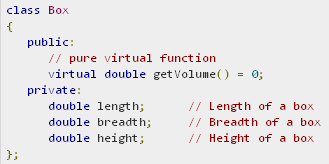 class Box
{
   public:
      // pure virtual function
      virtual double getVolume() = 0;
   private:
      double length;      // Length of a box
      double breadth;     // Breadth of a box
      double height;      // Height of a box
};